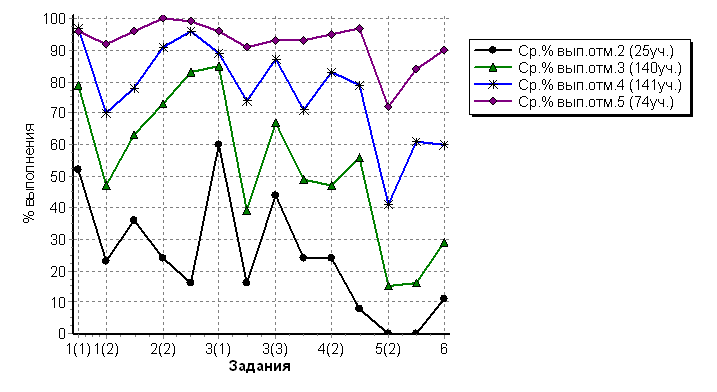 100
90
80
70
60
50
40
30
20
10
0
% выполнения
1(1) 1(2) 2(2) 3(1) 3(3) 4(2) 5(2) 6
Задания
Ср.% вып.отм.2 (25уч.)
Ср.% вып.отм.3 (140уч.)
Ср.% вып.отм.4 (141уч.)
Ср.% вып.отм.5 (74уч.)